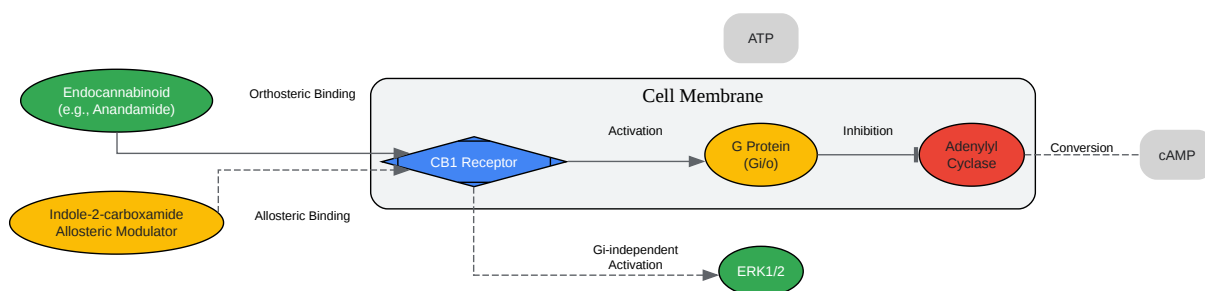 ATP
Cell Membrane
Endocannabinoid
(e.g., Anandamide)
Orthosteric Binding
Activation
Inhibition
CB1 Receptor
G Protein
(Gi/o)
Adenylyl
Cyclase
Conversion
cAMP
Indole-2-carboxamide
Allosteric Modulator
Allosteric Binding
Gi-independent
Activation
ERK1/2